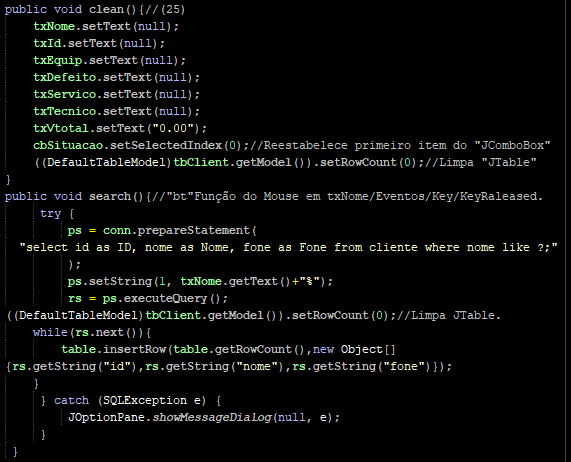 public void clean(){//(25)
txNome.setText(null);
txId.setText(null);
txEquip.setText(null);
txDefeito.setText(null);
txServico.setText(null);
txTecnico.setText(null);
txVtotal.setText("0.00");
cbSituacao.setSelectedIndex(0);//Reestabelece primeiro item do "JComboBox"
((DefaultTableModel)tbClient.getModel()).setRowCount(0);//Limpa "JTable"
}
public void search(){//"bt"Função do Mouse em txNome/Eventos/Key/KeyRaleased.
try {
ps = conn.prepareStatement(
"select id as ID, nome as Nome, fone as Fone from cliente where nome like ?;"
);
ps.setString(1, txNome.getText()+"%");
rs = ps.executeQuery();
((DefaultTableModel)tbClient.getModel()).setRowCount(0);//Limpa JTable.
while(rs.next()){
table.insertRow(table.getRowCount(),new Object[]
{rs.getString("id"),rs.getString("nome"),rs.getString("fone")});
}
} catch (SQLException e) {
JOptionPane.showMessageDialog(null, e);
}
}